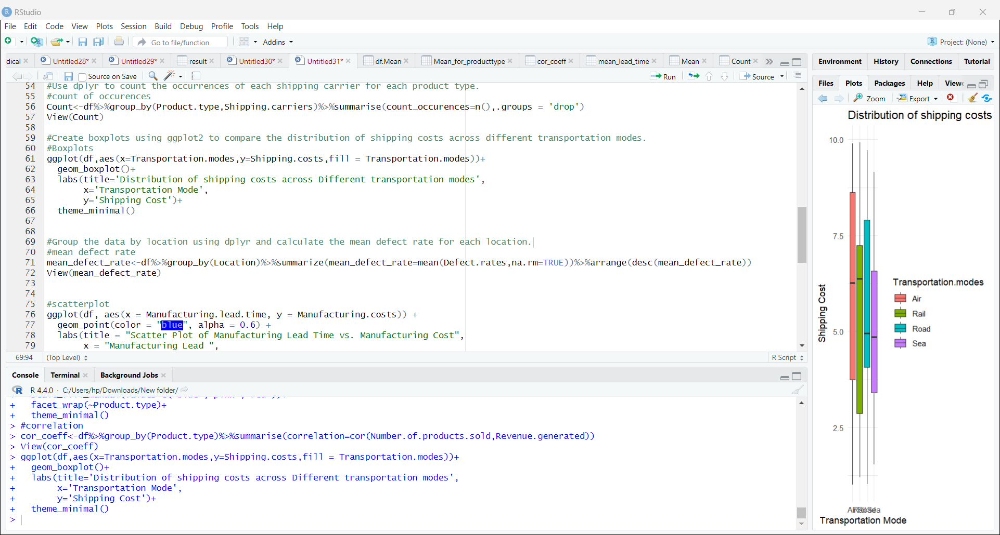 RStudio
File Edit Code View Plots Session Build Debug Profile Tools Help
Go to file/function Addins Project: (None)
dical Untitled28* Untitled29* result Untitled30* Untitled31* df.Mean Mean_for_producttype cor_coeff mean_lead_time Mean Count
Source on Save Run Source
54 #Use dplyr to count the occurrences of each shipping carrier for each product type.
55 #count of occurences
56 Count<-df%>%group_by(Product.type,Shipping.carriers)%>%summarise(count_occurences=n(),.groups = 'drop')
57 View(Count)
58
59 #Create boxplots using ggplot2 to compare the distribution of shipping costs across different transportation modes.
60 #Boxplots
61 ggplot(df,aes(x=Transportation.modes,y=Shipping.costs,fill = Transportation.modes))+
62 geom_boxplot()+
63 labs(title='Distribution of shipping costs across Different transportation modes',
64 x='Transportation Mode',
65 y='Shipping Cost')+
66 theme_minimal()
67
68
69 #Group the data by location using dplyr and calculate the mean defect rate for each location.
70 #mean defect rate
71 mean_defect_rate<-df%>%group_by(Location)%>%summarize(mean_defect_rate=mean(Defect.rates,na.rm=TRUE))%>%arrange(desc(mean_defect_rate))
72 View(mean_defect_rate)
73
74
75 #scatterplot
76 ggplot(df, aes(x = Manufacturing.lead.time, y = Manufacturing.costs)) +
77 geom_point(color = "blue", alpha = 0.6) +
78 labs(title = "Scatter Plot of Manufacturing Lead Time vs. Manufacturing Cost",
79 x = "Manufacturing Lead ",
69:94 (Top Level) R Script
Console Terminal Background Jobs
R 4.4.0 · C:/Users/hp/Downloads/New folder/
+ facet_wrap(~Product.type)+
+ theme_minimal()
> #correlation
> cor_coeff<-df%>%group_by(Product.type)%>%summarise(correlation=cor(Number.of.products.sold,Revenue.generated))
> View(cor_coeff)
> ggplot(df,aes(x=Transportation.modes,y=Shipping.costs,fill = Transportation.modes))+
+ geom_boxplot()+
+ labs(title='Distribution of shipping costs across Different transportation modes',
+ x='Transportation Mode',
+ y='Shipping Cost')+
+ theme_minimal()
>
Environment History Connections Tutorial
Files Plots Packages Help View
Zoom Export
Distribution of shipping costs
10.0
7.5
5.0
2.5
Shipping Cost
Transportation.modes
Air
Rail
Road
Sea
Air Rail Road Sea
Transportation Mode